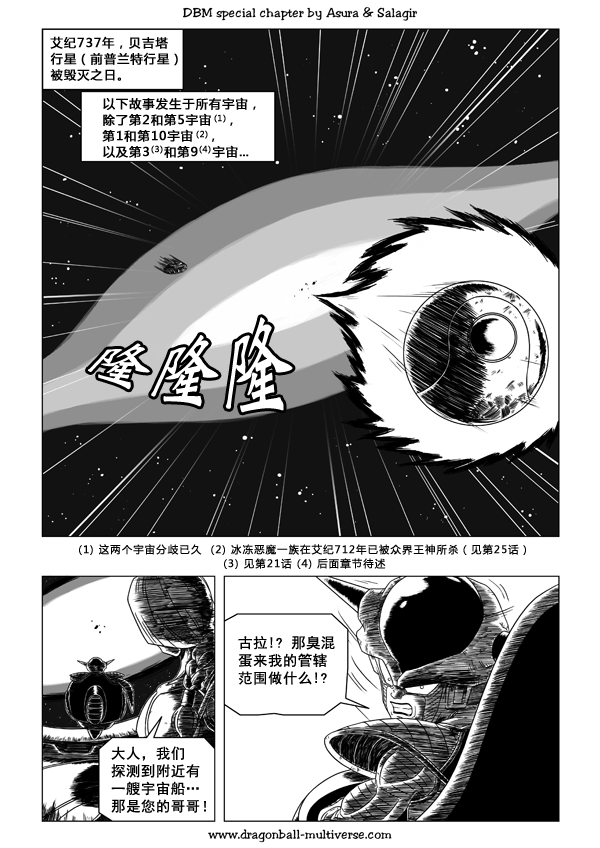 DBM special chapter by Asura & Salagir
艾纪737年，贝吉塔
行星（前普兰特行星）
被毁灭之日。
以下故事发生于所有宇宙，
除了第2和第5宇宙(1)，
第1和第10宇宙(2)，
以及第3(3)和第9(4)宇宙...
隆隆隆
(1) 这两个宇宙分歧已久 (2) 冰冻恶魔一族在艾纪712年已被众界王神所杀（见第25话）
(3) 见第21话 (4) 后面章节待述
大人，我们
探测到附近有
一艘宇宙船…
那是您的哥哥！
古拉!? 那臭混
蛋来我的管辖
范围做什么!?
www.dragonball-multiverse.com